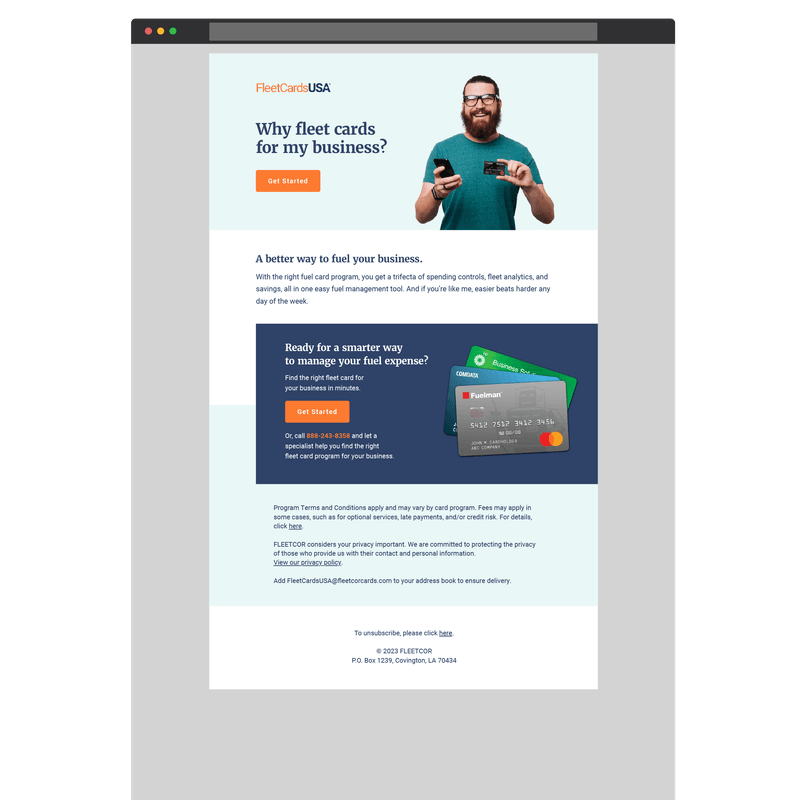 FleetCardsUSA
Why fleet cards
for my business?
Get Started
A better way to fuel your business.
With the right fuel card program, you get a trifecta of spending controls, fleet analytics, and
savings, all in one easy fuel management tool. And if you're like me, easier beats harder any
day of the week.
Ready for a smarter way
to manage your fuel expense?
Find the right fleet card for
your business in minutes.
Get Started
Or, call 888-243-8358 and let a
specialist help you find the right
fleet card program for your business.
Business
COMDATA
Fuelman
5412 7512 3412 3456
00/00
JOHN M CARDHOLDER
ABC COMPANY
Program Terms and Conditions apply and may vary by card program. Fees may apply in
some cases, such as for optional services, late payments, and/or credit risk. For details,
click here.
FLEETCOR considers your privacy important. We are committed to protecting the privacy
of those who provide us with their contact and personal information.
View our privacy policy.
Add FleetCardsUSA@fleetcorcards.com to your address book to ensure delivery.
To unsubscribe, please click here.
© 2023 FLEETCOR
P.O. Box 1239, Covington, LA 70434